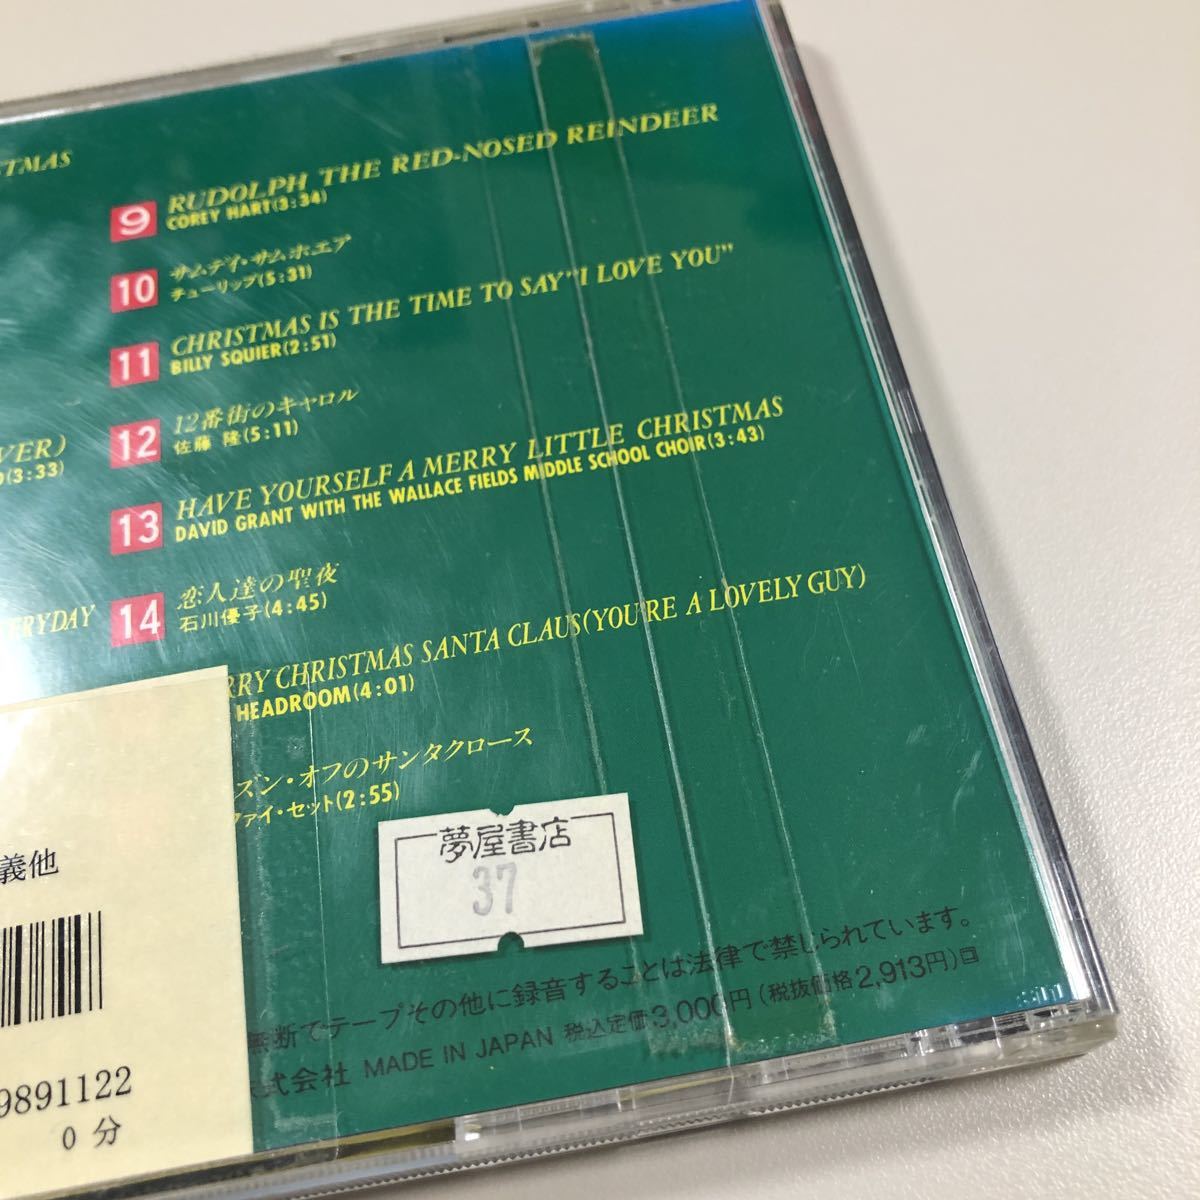 9 RUDOLPH THE RED-NOSED REINDEER
COREY HART(3:34)
10 サムデイ・サムホエア
チューリップ(5:31)
11 CHRISTMAS IS THE TIME TO SAY "I LOVE YOU"
BILLY SQUIER(2:51)
12 12番街のキャロル
佐藤 隆(5:11)
13 HAVE YOURSELF A MERRY LITTLE CHRISTMAS
DAVID GRANT WITH THE WALLACE FIELDS MIDDLE SCHOOL CHOIR(3:43)
14 恋人達の聖夜
石川優子(4:45)
RRY CHRISTMAS SANTA CLAUS(YOU'RE A LOVELY GUY)
HEADROOM(4:01)
ズン・オフのサンタクロース
ファイ・セット(2:55)
STMAS
VER)
(3:33)
ERYDAY
義他
9891122
0 分
夢屋書店
37
無断でテープその他に録音することは法律で禁じられています。
式会社 MADE IN JAPAN 税込定価3,000円(税抜価格2,913円)回